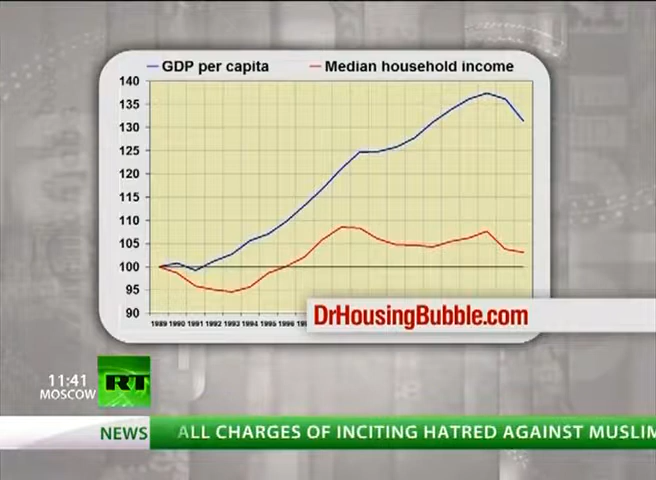 GDP per capita
Median household income
140
135
130
125
120
115
110
105
100
95
90
1989 1990 1991 1992 1993 1994 1995 1996
DrHousingBubble.com
11:41
MOSCOW
RT
NEWS
ALL CHARGES OF INCITING HATRED AGAINST MUSLIM